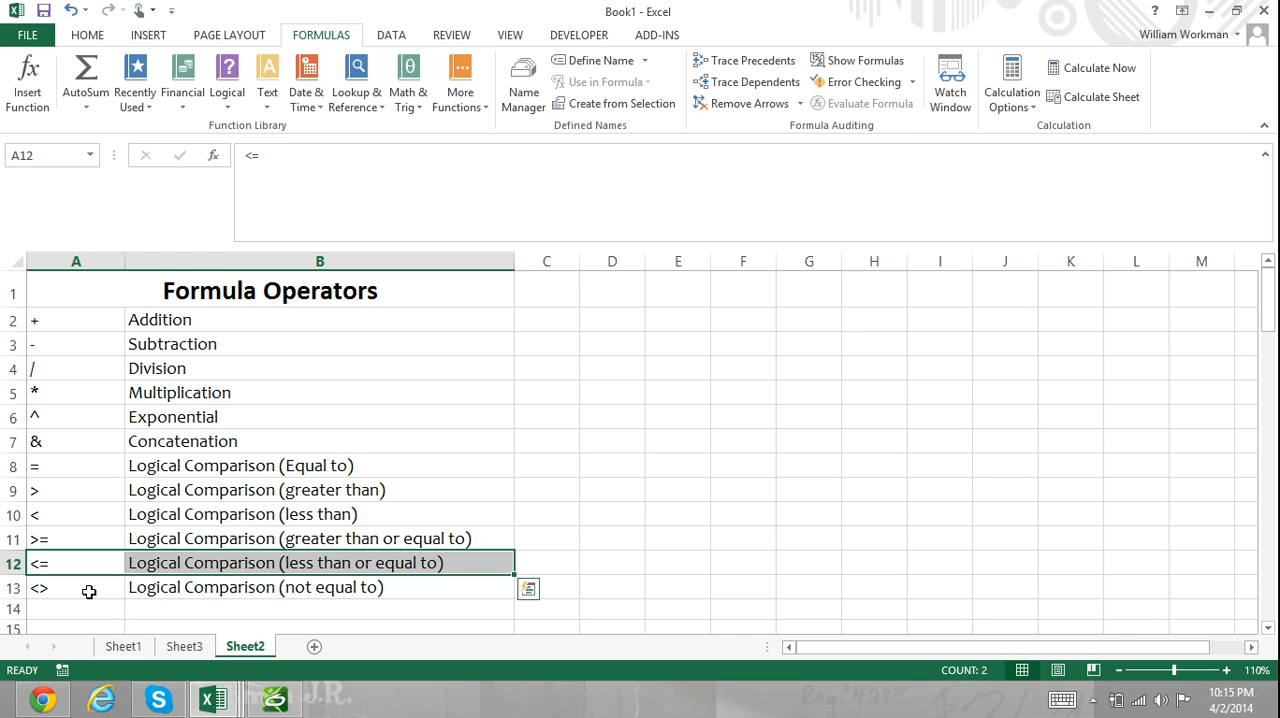 Book1 - Excel
?
FILE HOME INSERT PAGE LAYOUT FORMULAS DATA REVIEW VIEW DEVELOPER ADD-INS William Workman
fx
Insert Function
Σ
AutoSum
Recently Used
Financial
?
Logical
A
Text
Date & Time
Lookup & Reference
θ
Math & Trig
More Functions
Function Library
Name Manager
Define Name
Use in Formula
Create from Selection
Defined Names
Trace Precedents
Trace Dependents
Remove Arrows
Show Formulas
Error Checking
Evaluate Formula
Formula Auditing
Watch Window
Calculation Options
Calculate Now
Calculate Sheet
Calculation
A12 fx <=
A B C D E F G H I J K L M
1 Formula Operators
2 + Addition
3 - Subtraction
4 / Division
5 * Multiplication
6 ^ Exponential
7 & Concatenation
8 = Logical Comparison (Equal to)
9 > Logical Comparison (greater than)
10 < Logical Comparison (less than)
11 >= Logical Comparison (greater than or equal to)
12 <= Logical Comparison (less than or equal to)
13 <> Logical Comparison (not equal to)
14
15
Sheet1 Sheet3 Sheet2
READY COUNT: 2 110%
J.R.
10:15 PM
4/2/2014